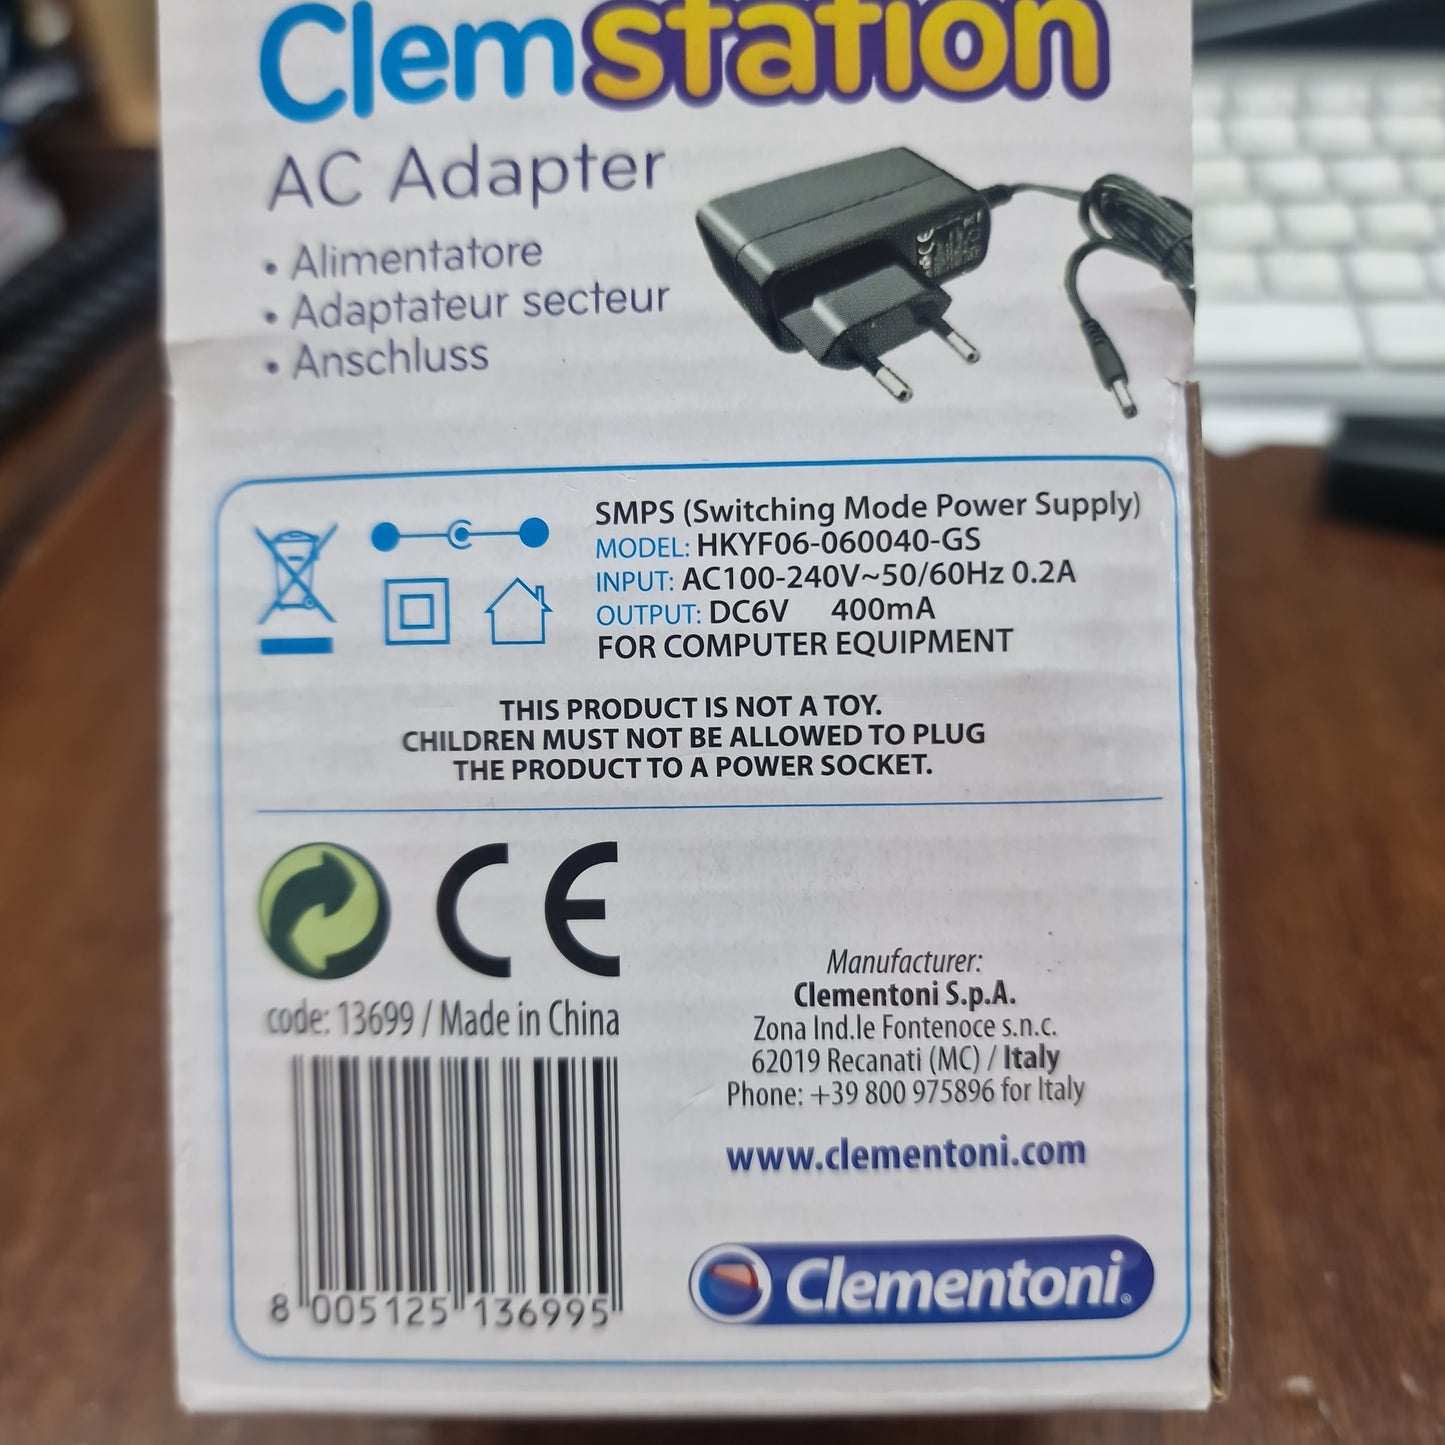 Clemstation
AC Adapter
• Alimentatore
• Adaptateur secteur
• Anschluss
SMPS (Switching Mode Power Supply)
MODEL: HKYF06-060040-GS
INPUT: AC100-240V~50/60Hz 0.2A
OUTPUT: DC6V 400mA
FOR COMPUTER EQUIPMENT
THIS PRODUCT IS NOT A TOY.
CHILDREN MUST NOT BE ALLOWED TO PLUG
THE PRODUCT TO A POWER SOCKET.
CE
code: 13699 / Made in China
8 005125 136995
Manufacturer:
Clementoni S.p.A.
Zona Ind.le Fontenoce s.n.c.
62019 Recanati (MC) / Italy
Phone: +39 800 975896 for Italy
www.clementoni.com
Clementoni®